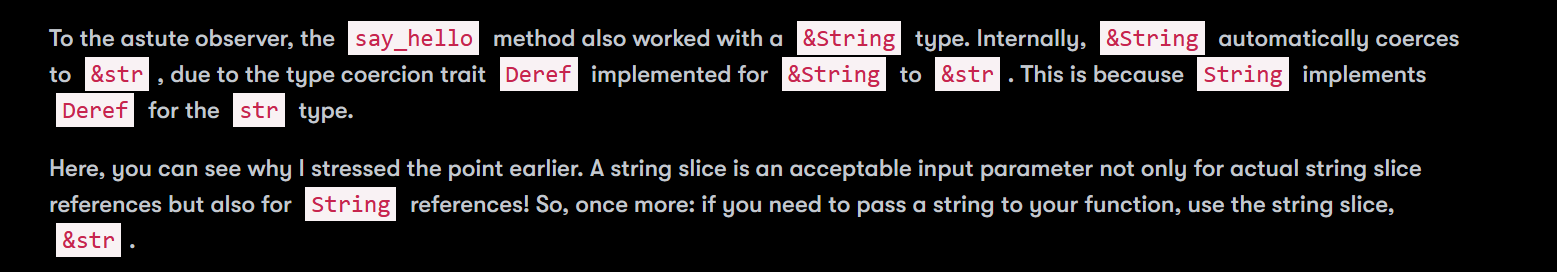 To the astute observer, the say_hello method also worked with a &String type. Internally, &String automatically coerces
to &str , due to the type coercion trait Deref implemented for &String to &str . This is because String implements
Deref for the str type.
Here, you can see why I stressed the point earlier. A string slice is an acceptable input parameter not only for actual string slice
references but also for String references! So, once more: if you need to pass a string to your function, use the string slice,
&str .